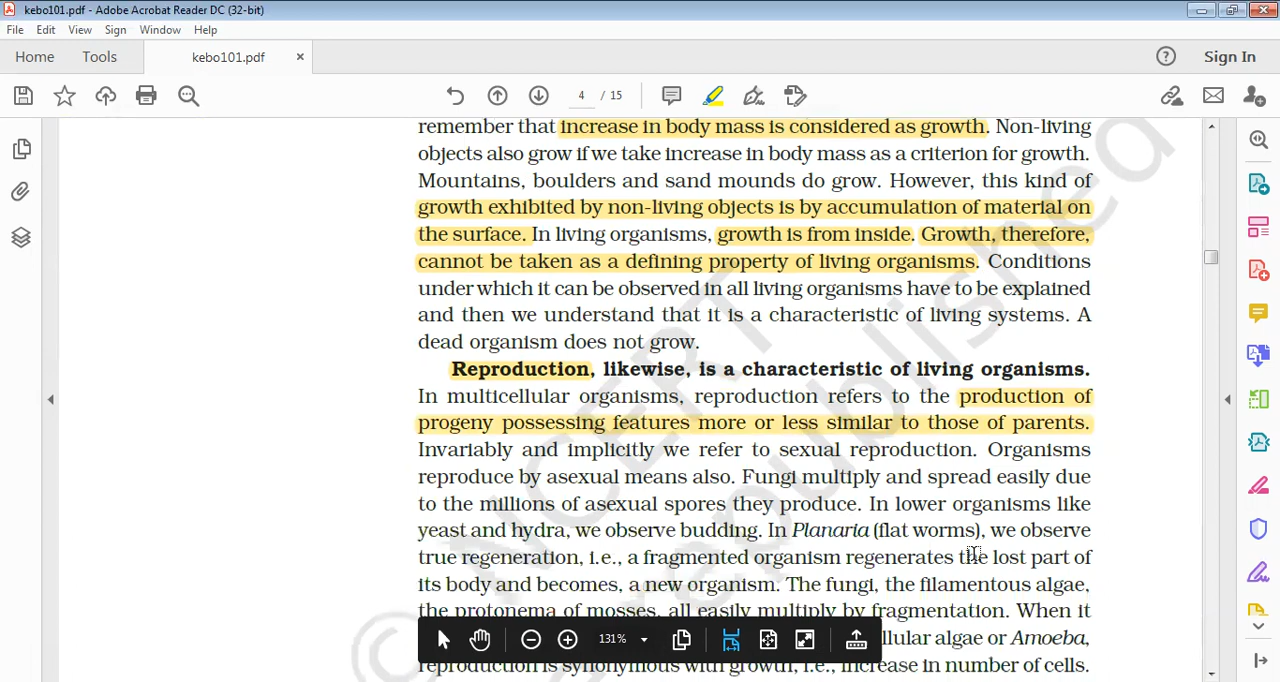 kebo101.pdf - Adobe Acrobat Reader DC (32-bit)
File Edit View Sign Window Help
Home Tools kebo101.pdf × Sign In
4 / 15
remember that increase in body mass is considered as growth. Non-living
objects also grow if we take increase in body mass as a criterion for growth.
Mountains, boulders and sand mounds do grow. However, this kind of
growth exhibited by non-living objects is by accumulation of material on
the surface. In living organisms, growth is from inside. Growth, therefore,
cannot be taken as a defining property of living organisms. Conditions
under which it can be observed in all living organisms have to be explained
and then we understand that it is a characteristic of living systems. A
dead organism does not grow.
Reproduction, likewise, is a characteristic of living organisms.
In multicellular organisms, reproduction refers to the production of
progeny possessing features more or less similar to those of parents.
Invariably and implicitly we refer to sexual reproduction. Organisms
reproduce by asexual means also. Fungi multiply and spread easily due
to the millions of asexual spores they produce. In lower organisms like
yeast and hydra, we observe budding. In Planaria (flat worms), we observe
true regeneration, i.e., a fragmented organism regenerates the lost part of
its body and becomes, a new organism. The fungi, the filamentous algae,
the protonema of mosses, all easily multiply by fragmentation. When it
llular algae or Amoeba,
reproduction is synonymous with growth, i.e., increase in number of cells.
131%
© NCERT
republished